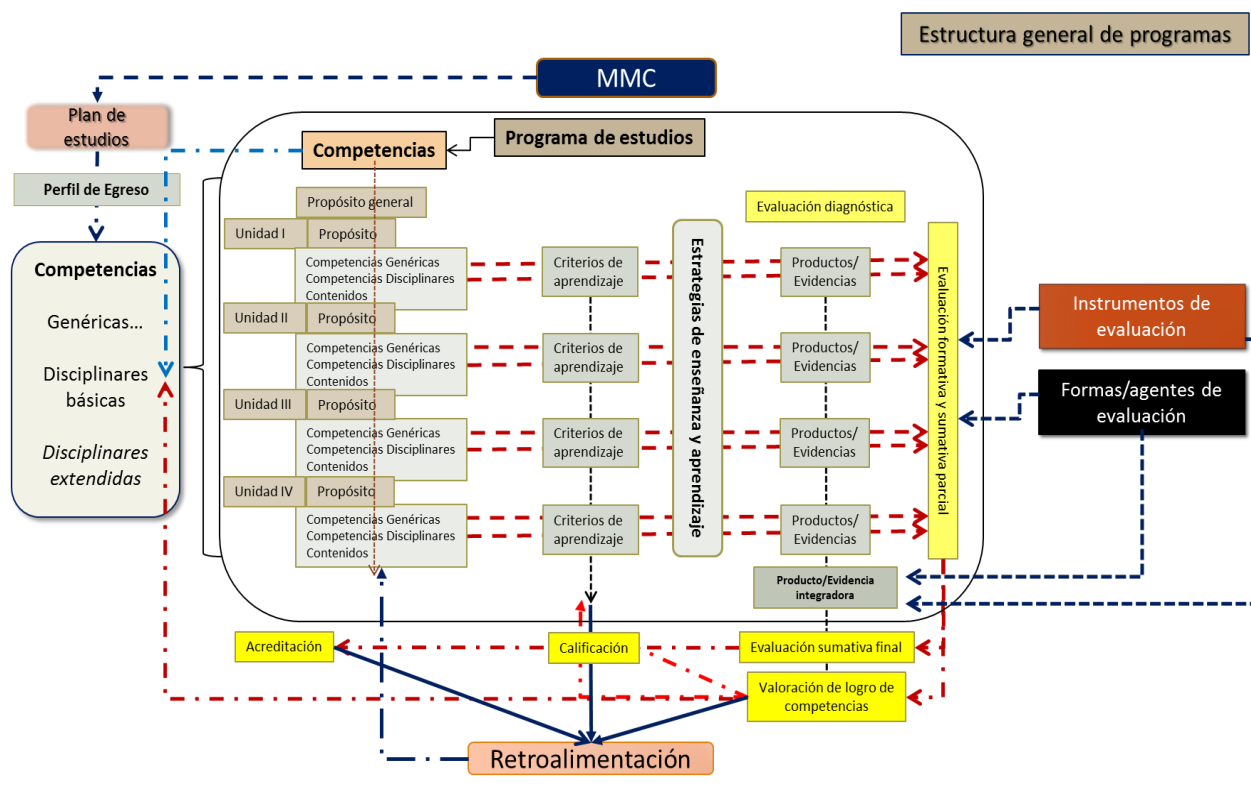 Estructura general de programas
MMC
Plan de
estudios
Perfil de Egreso
Competencias
Genéricas...
Disciplinares
básicas
Disciplinares
extendidas
Programa de estudios
Competencias
Propósito general
Evaluación diagnóstica
Unidad I
Propósito
Competencias Genéricas
Competencias Disciplinares
Contenidos
Criterios de
aprendizaje
Productos/
Evidencias
Unidad II
Propósito
Competencias Genéricas
Competencias Disciplinares
Contenidos
Criterios de
aprendizaje
Productos/
Evidencias
Unidad III
Propósito
Competencias Genéricas
Competencias Disciplinares
Contenidos
Criterios de
aprendizaje
Productos/
Evidencias
Unidad IV
Propósito
Competencias Genéricas
Competencias Disciplinares
Contenidos
Criterios de
aprendizaje
Productos/
Evidencias
Estrategias de enseñanza y aprendizaje
Evaluación formativa y sumativa parcial
Instrumentos de
evaluación
Formas/agentes de
evaluación
Producto/Evidencia
integradora
Acreditación
Calificación
Evaluación sumativa final
Valoración de logro de
competencias
Retroalimentación